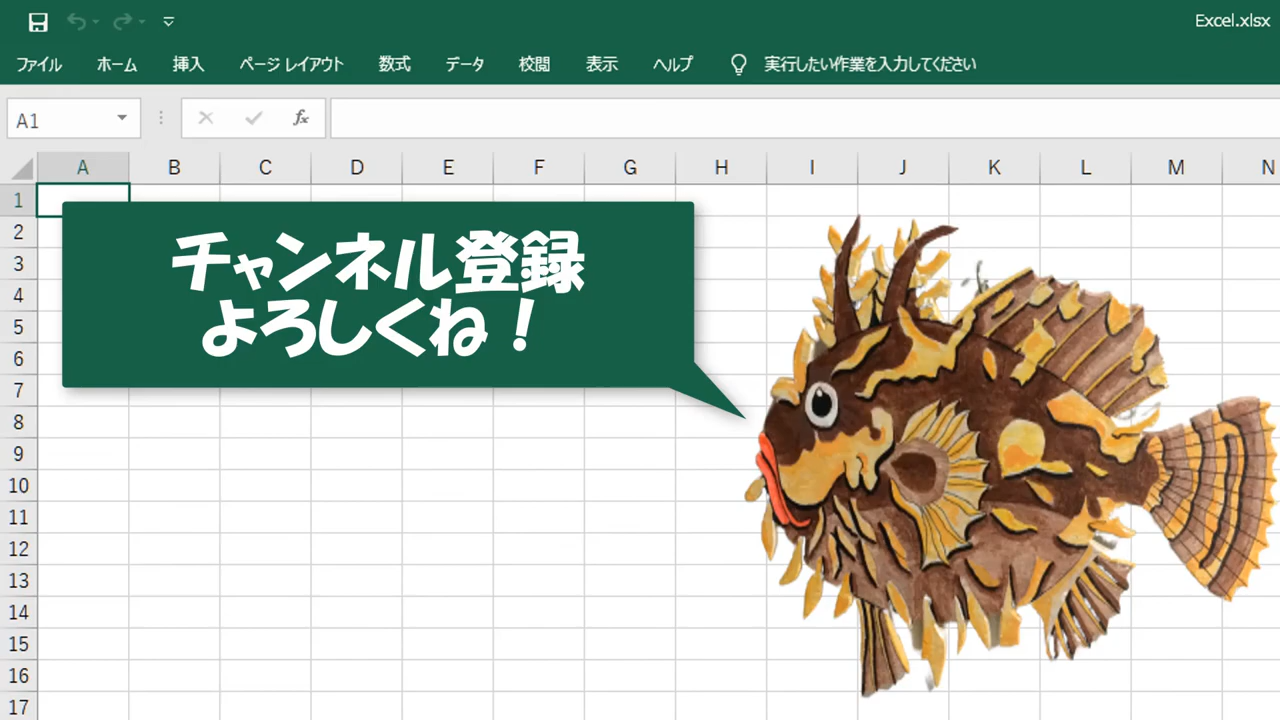 Excel.xlsx
ファイル ホーム 挿入 ページ レイアウト 数式 データ 校閲 表示 ヘルプ 実行したい作業を入力してください
A1 fx
A B C D E F G H I J K L M N
1
2
3
4
5
6
7
8
9
10
11
12
13
14
15
16
17
チャンネル登録
よろしくね！